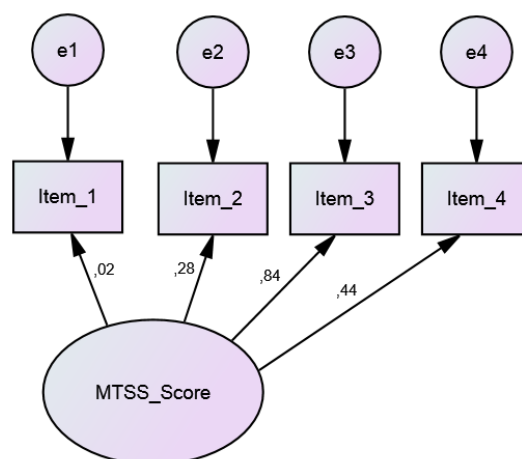 e1 e2 e3 e4
Item_1 Item_2 Item_3 Item_4
,02 ,28 ,84 ,44
MTSS_Score